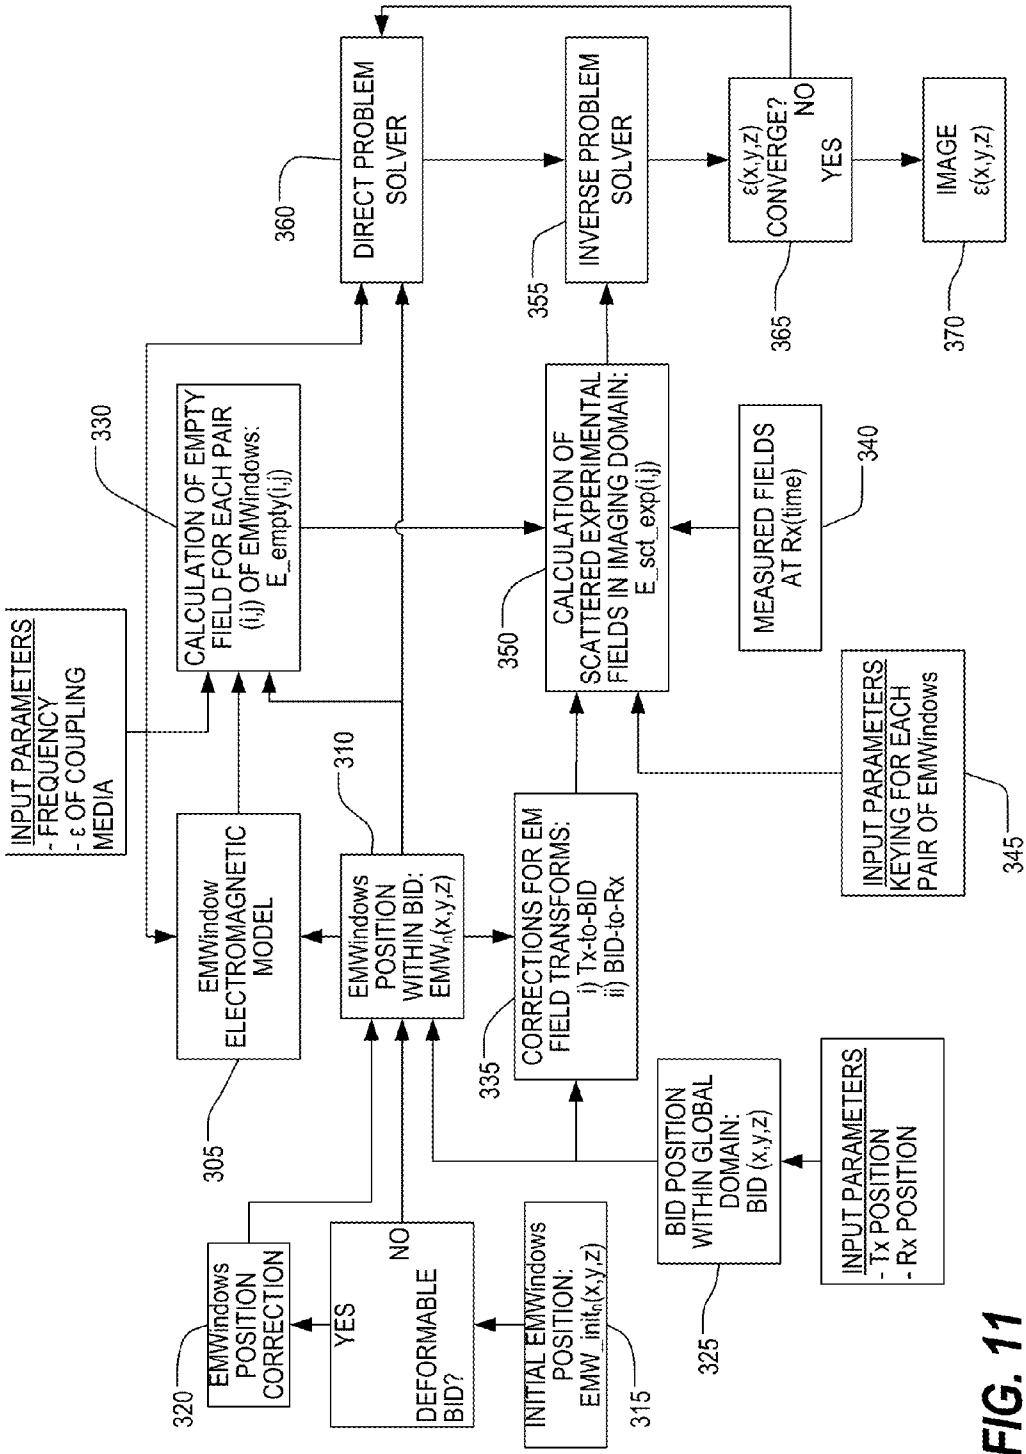 INPUT PARAMETERS
- FREQUENCY
- ε OF COUPLING
MEDIA
EMWindow
ELECTROMAGNETIC
MODEL
305
CALCULATION OF EMPTY
FIELD FOR EACH PAIR
(i,j) OF EMWindows:
E_empty(i,j)
330
DIRECT PROBLEM
SOLVER
360
EMWindows
POSITION
CORRECTION
320
YES
NO
DEFORMABLE
BID?
INITIAL EMWindows
POSITION:
EMW_initₙ(x,y,z)
315
EMWindows
POSITION
WITHIN BID:
EMWₙ(x,y,z)
310
CORRECTIONS FOR EM
FIELD TRANSFORMS:
i) Tx-to-BID
ii) BID-to-Rx
335
BID POSITION
WITHIN GLOBAL
DOMAIN:
BID (x,y,z)
325
INPUT PARAMETERS
- Tx POSITION
- Rx POSITION
CALCULATION OF
SCATTERED EXPERIMENTAL
FIELDS IN IMAGING DOMAIN:
E_sct_exp(i,j)
350
MEASURED FIELDS
AT Rx(time)
340
INPUT PARAMETERS
KEYING FOR EACH
PAIR OF EMWindows
345
INVERSE PROBLEM
SOLVER
355
ε(x,y,z)
CONVERGE?
NO
YES
365
IMAGE
ε(x,y,z)
370
FIG. 11